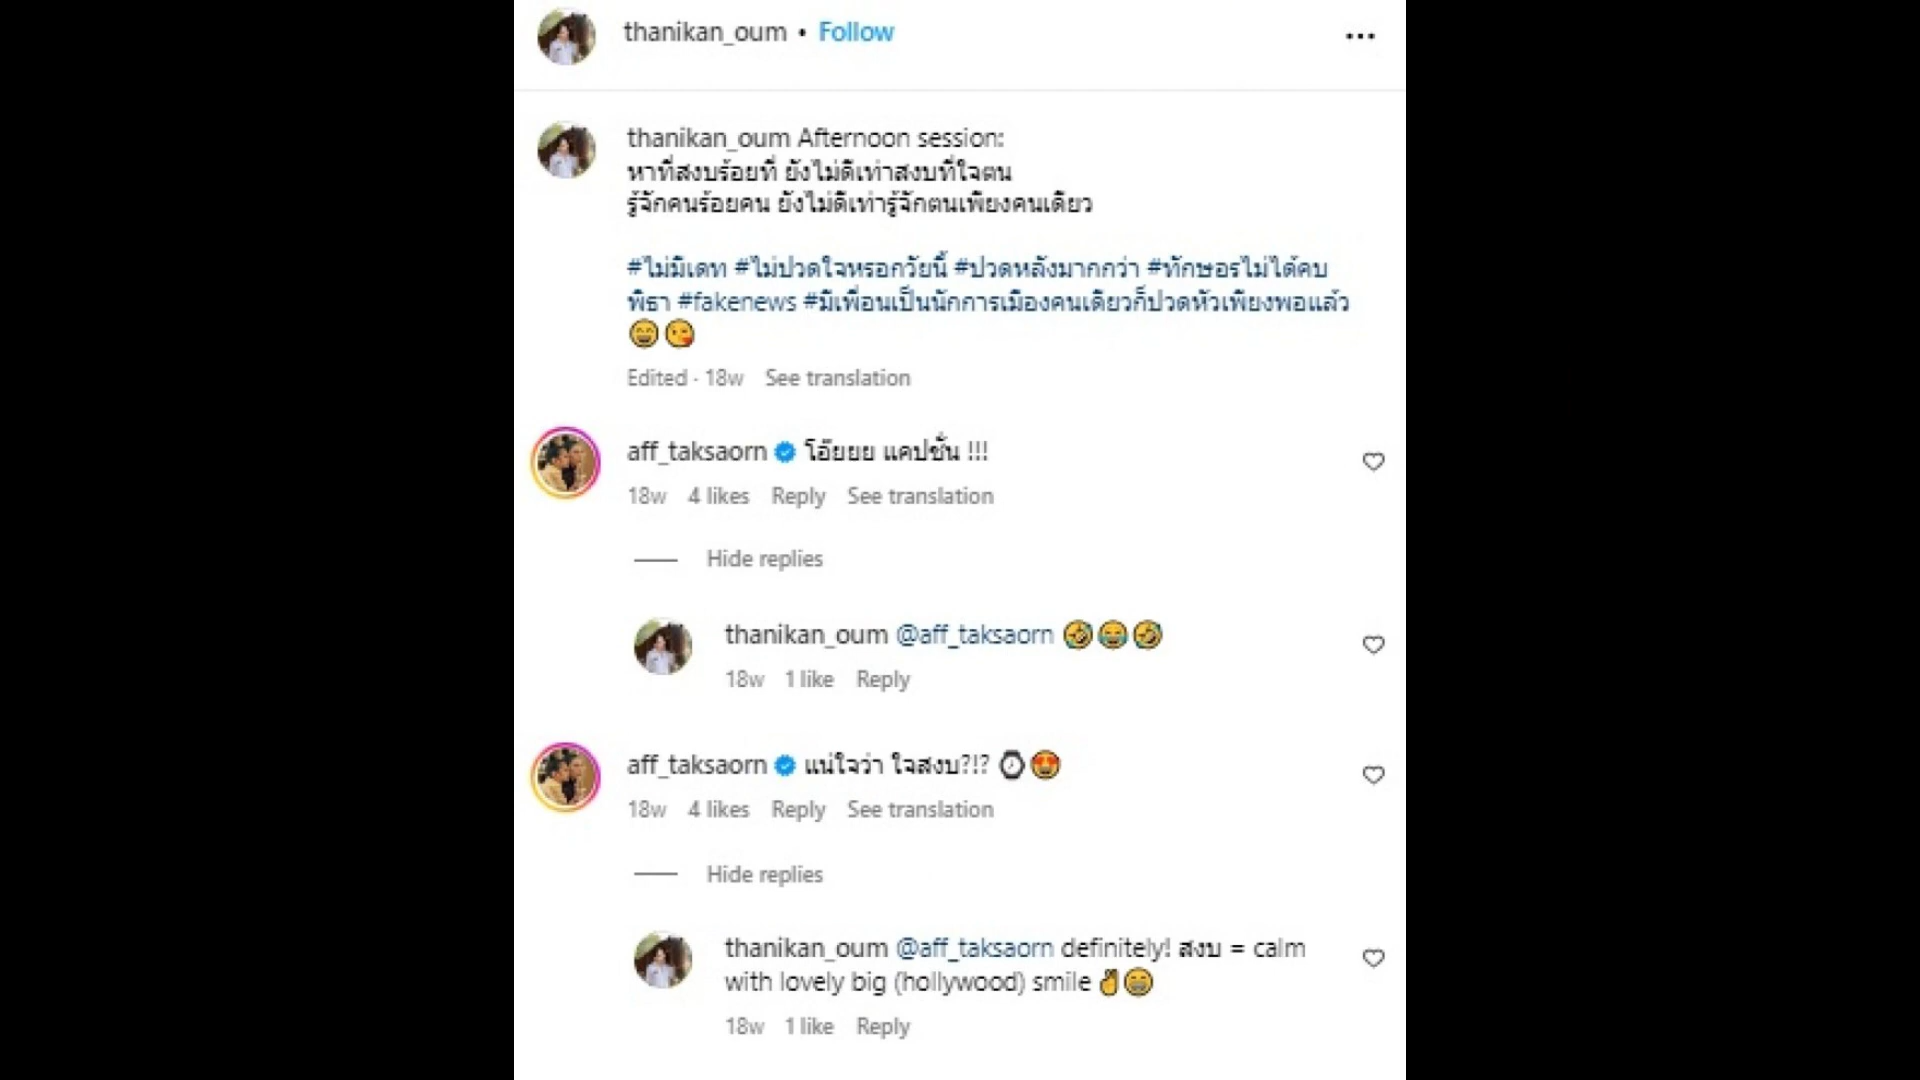 thanikan_oum • Follow
thanikan_oum Afternoon session:
หาที่สงบร้อยที่ ยังไม่ดีเท่าสงบที่ใจตน
รู้จักคนร้อยคน ยังไม่ดีเท่ารู้จักตนเพียงคนเดียว
#ไม่มีเดท #ไม่ปวดใจหรอกวัยนี้ #ปวดหลังมากกว่า #ทักษอรไม่ได้คบ
พิธา #fakenews #มีเพื่อนเป็นนักการเมืองคนเดียวก็ปวดหัวเพียงพอแล้ว
😄😘
Edited · 18w See translation
aff_taksaorn โอ๊ยยย แคปชั่น !!!
18w 4 likes Reply See translation
Hide replies
thanikan_oum @aff_taksaorn 🤣😂🤣
18w 1 like Reply
aff_taksaorn แน่ใจว่า ใจสงบ?!? ⌚😍
18w 4 likes Reply See translation
Hide replies
thanikan_oum @aff_taksaorn definitely! สงบ = calm
with lovely big (hollywood) smile ✌😁
18w 1 like Reply